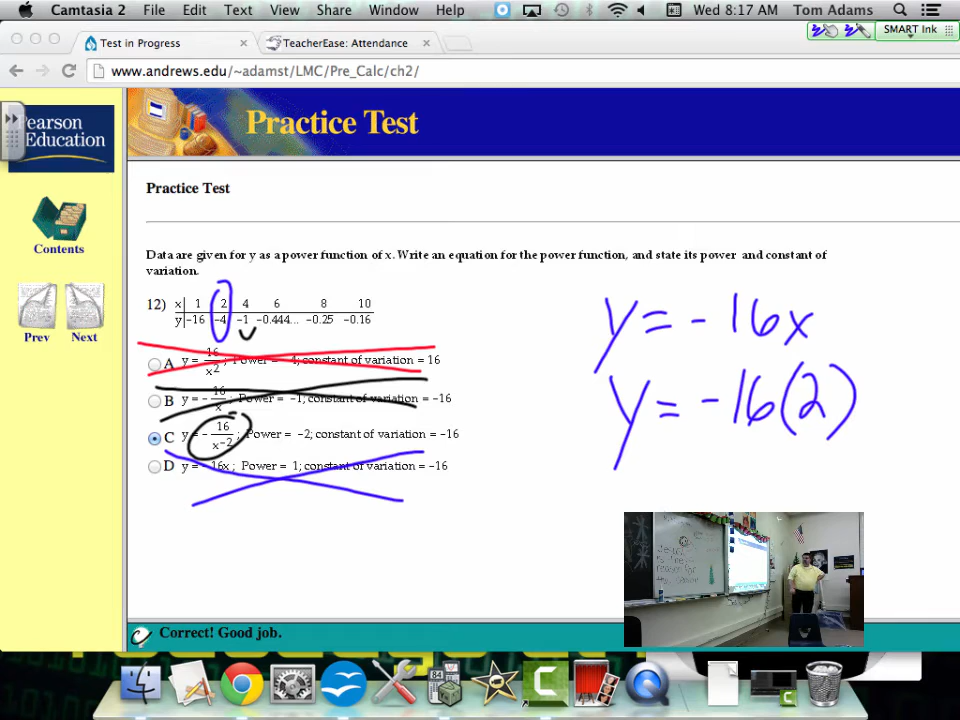 Camtasia 2 File Edit Text View Share Window Help Wed 8:17 AM Tom Adams
Test in Progress TeacherEase: Attendance SMART Ink
www.andrews.edu/~adamst/LMC/Pre_Calc/ch2/
Pearson
Education
Practice Test
Contents
Prev Next
Practice Test
Data are given for y as a power function of x. Write an equation for the power function, and state its power and constant of
variation.
12) x 1 2 4 6 8 10
y -16 -4 -1 -0.444... -0.25 -0.16
A y = 16/x2 ; Power = 4; constant of variation = 16
B y = - 16/x ; Power = -1; constant of variation = -16
C y = - 16/x-2 ; Power = -2; constant of variation = -16
D y = - 16x ; Power = 1; constant of variation = -16
y = -16x
y = -16(2)
Correct! Good job.